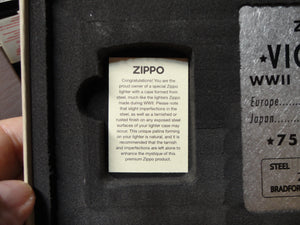 ZIPPO
Congratulations! You are the
proud owner of a special Zippo
lighter with a case formed from
steel, much like the lighters Zippo
made during WWII. Please note
that slight imperfections in the
steel, as well as a tarnished or
rusted finish on any exposed steel
surfaces of your lighter case may
occur. This unique patina forming
on your lighter is natural, and it is
recommended that the tarnish
and imperfections are left alone to
enhance the mystique of this
premium Zippo product.
VIC
WWII
Europe
Japan
★75
STEEL
BRADFOR